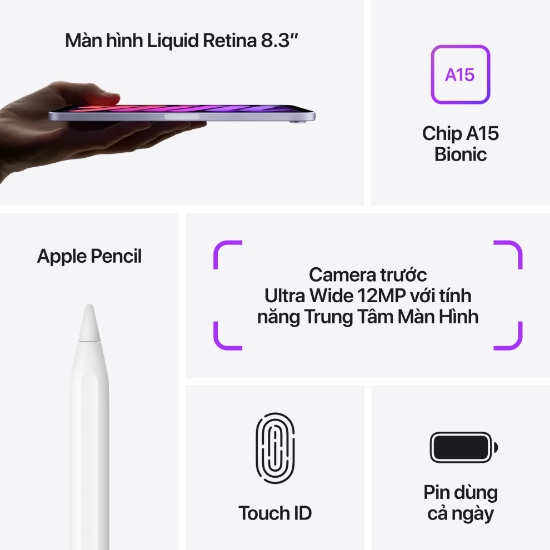 Màn hình Liquid Retina 8.3”
A15
Chip A15
Bionic
Apple Pencil
Camera trước
Ultra Wide 12MP với tính
năng Trung Tâm Màn Hình
Touch ID
Pin dùng
cả ngày